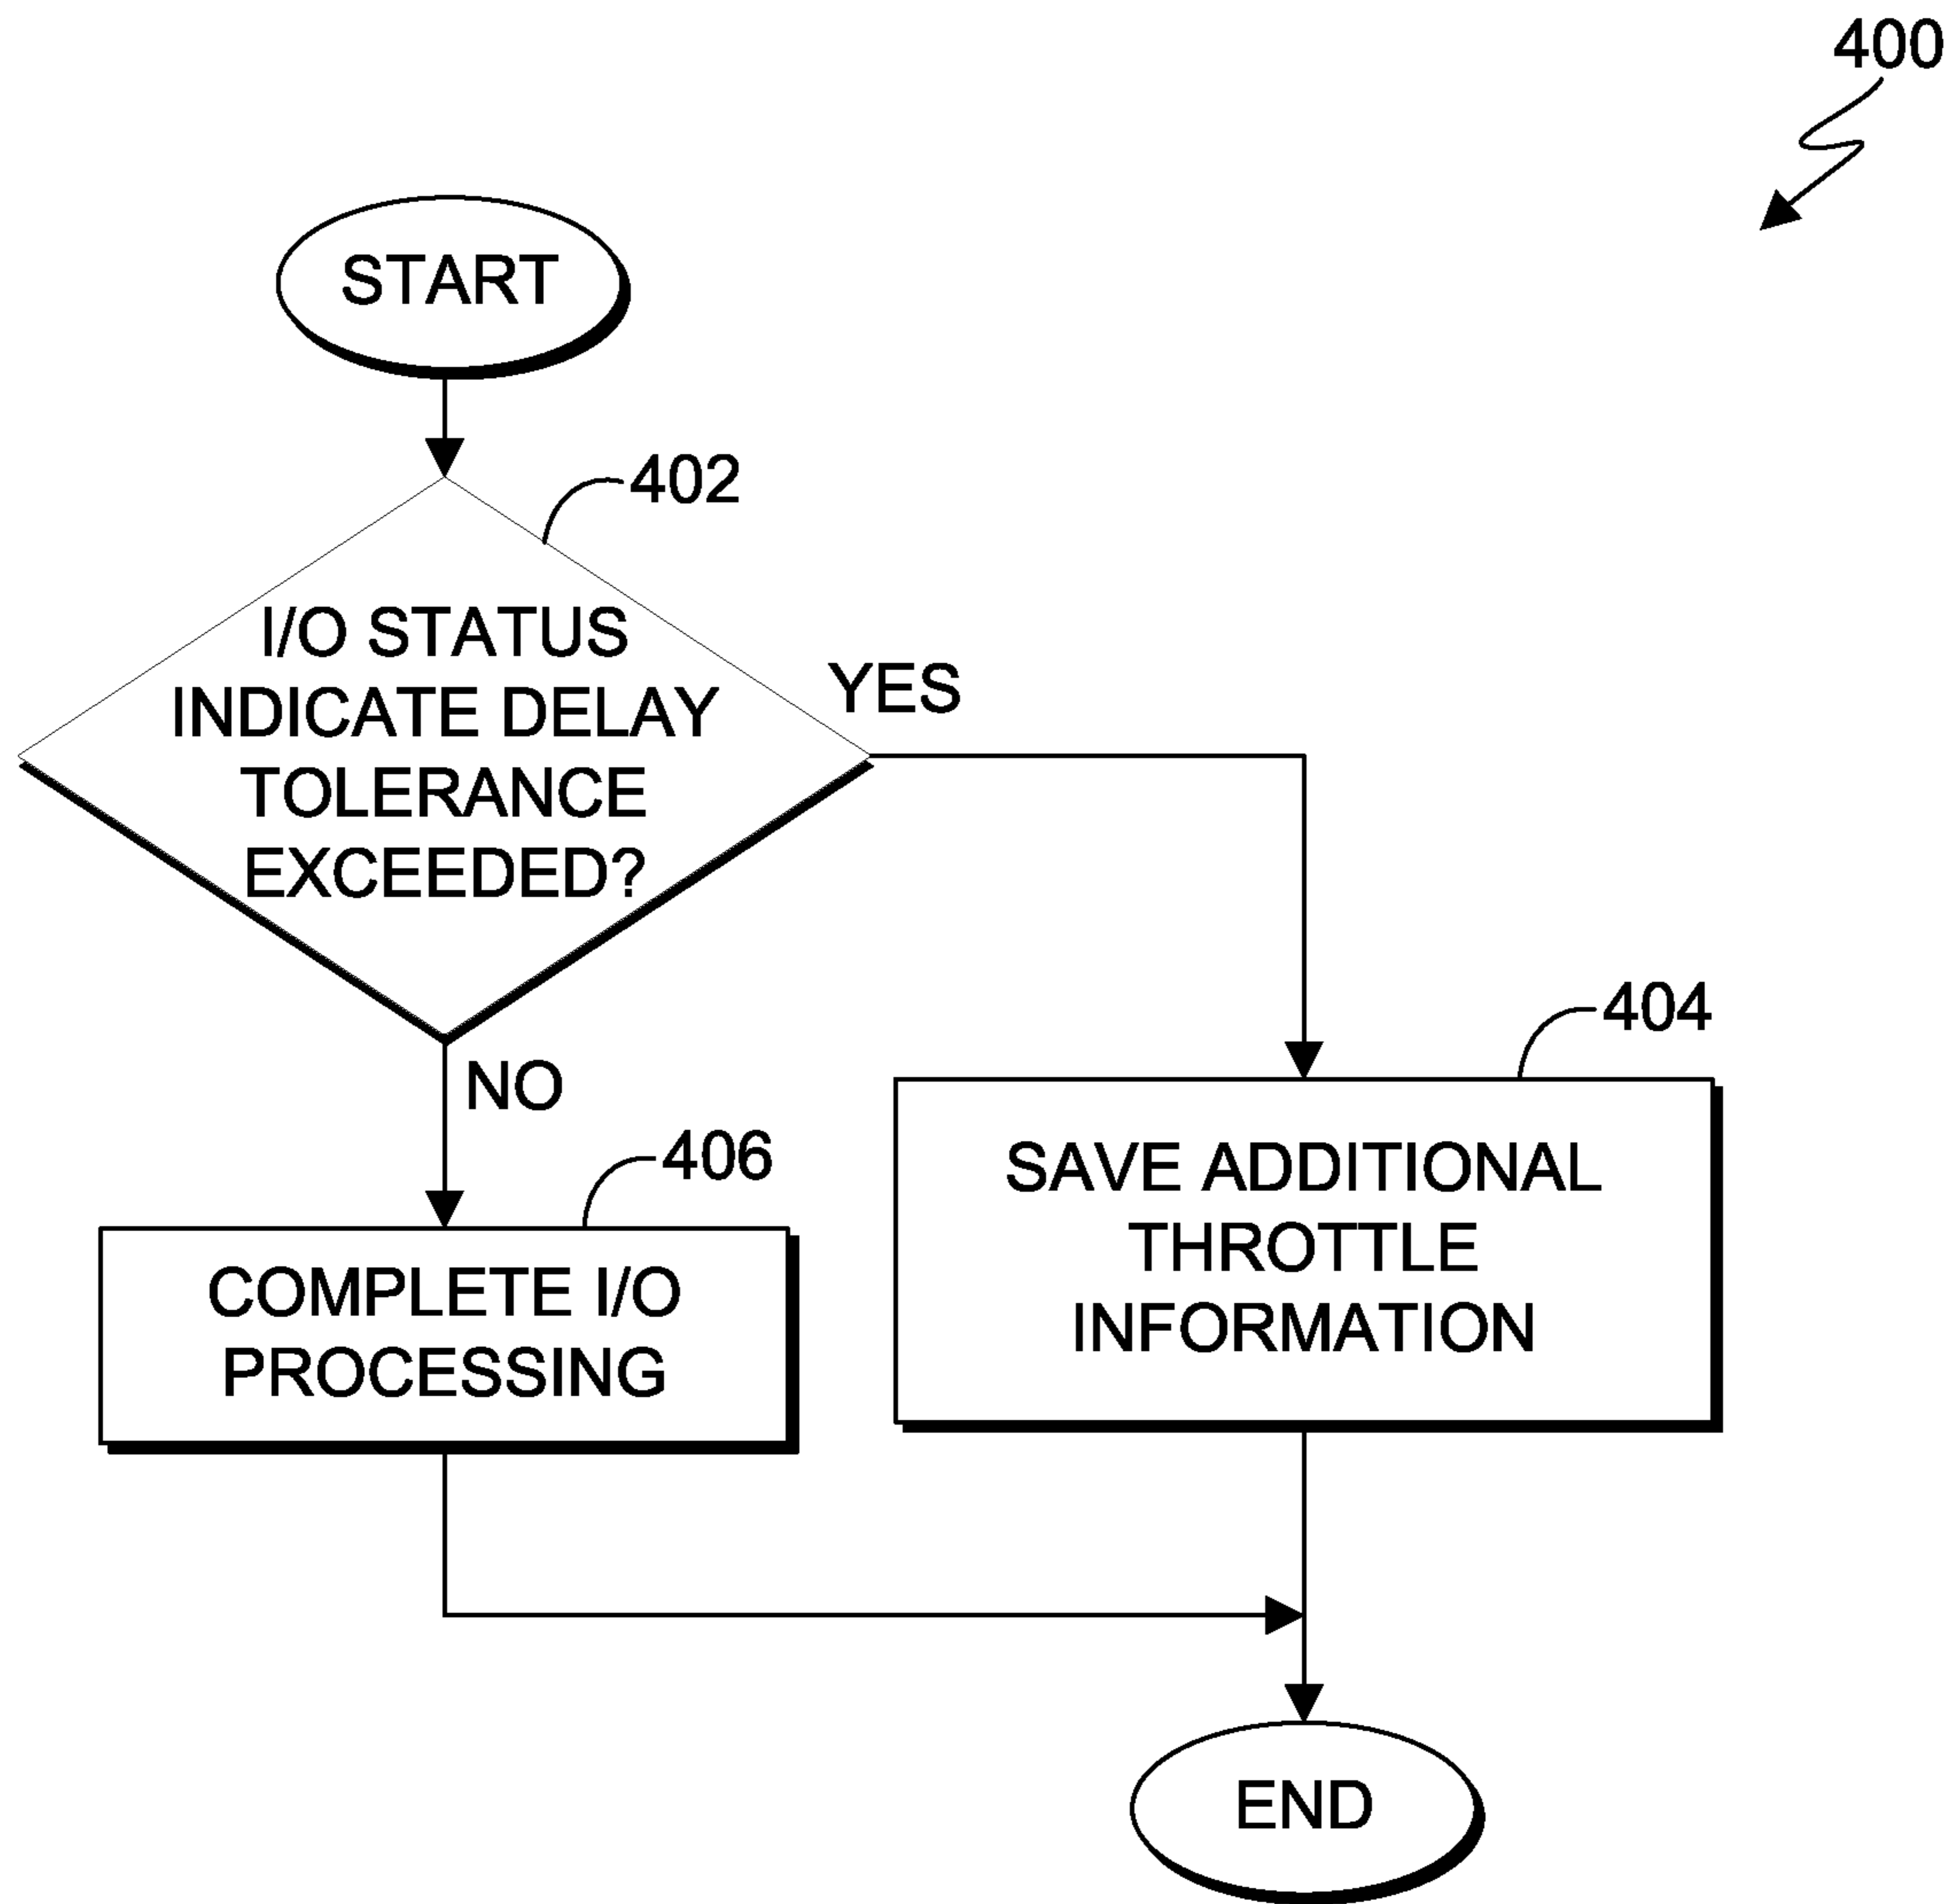 400
START
402
I/O STATUS
INDICATE DELAY
TOLERANCE
EXCEEDED?
YES
NO
404
406
SAVE ADDITIONAL
THROTTLE
INFORMATION
COMPLETE I/O
PROCESSING
END